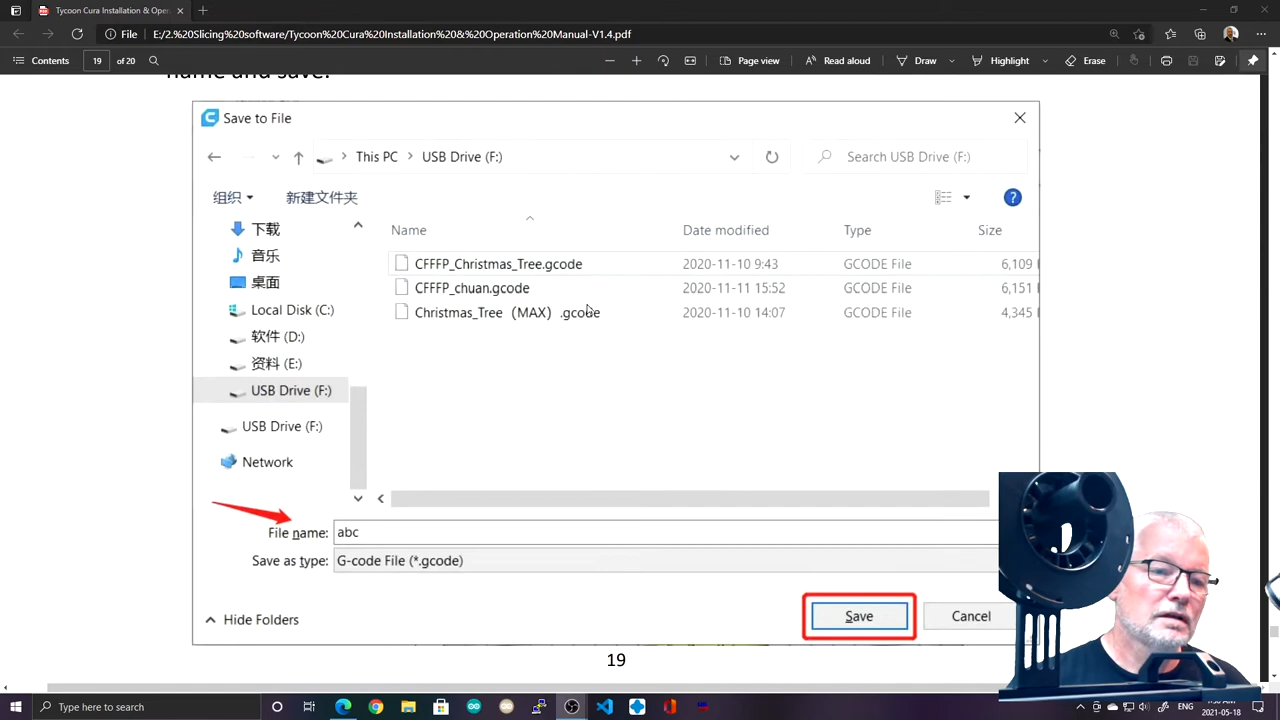 Tycoon Cura Installation & Oper
File
E:/2.%20Slicing%20software/Tycoon%20Cura%20Installation%20&%20Operation%20Manual-V1.4.pdf
Contents
19
of 20
Page view
Read aloud
Draw
Highlight
Erase
name and save.
Save to File
This PC
USB Drive (F:)
Search USB Drive (F:)
组织
新建文件夹
Name
Date modified
Type
Size
下载
CFFFP_Christmas_Tree.gcode
2020-11-10 9:43
GCODE File
6,109
音乐
CFFFP_chuan.gcode
2020-11-11 15:52
GCODE File
6,151
桌面
Christmas_Tree（MAX）.gcode
2020-11-10 14:07
GCODE File
4,345
Local Disk (C:)
软件 (D:)
资料 (E:)
USB Drive (F:)
USB Drive (F:)
Network
File name:
abc
Save as type:
G-code File (*.gcode)
Hide Folders
Save
Cancel
19
Type here to search
ENG
2021-05-18